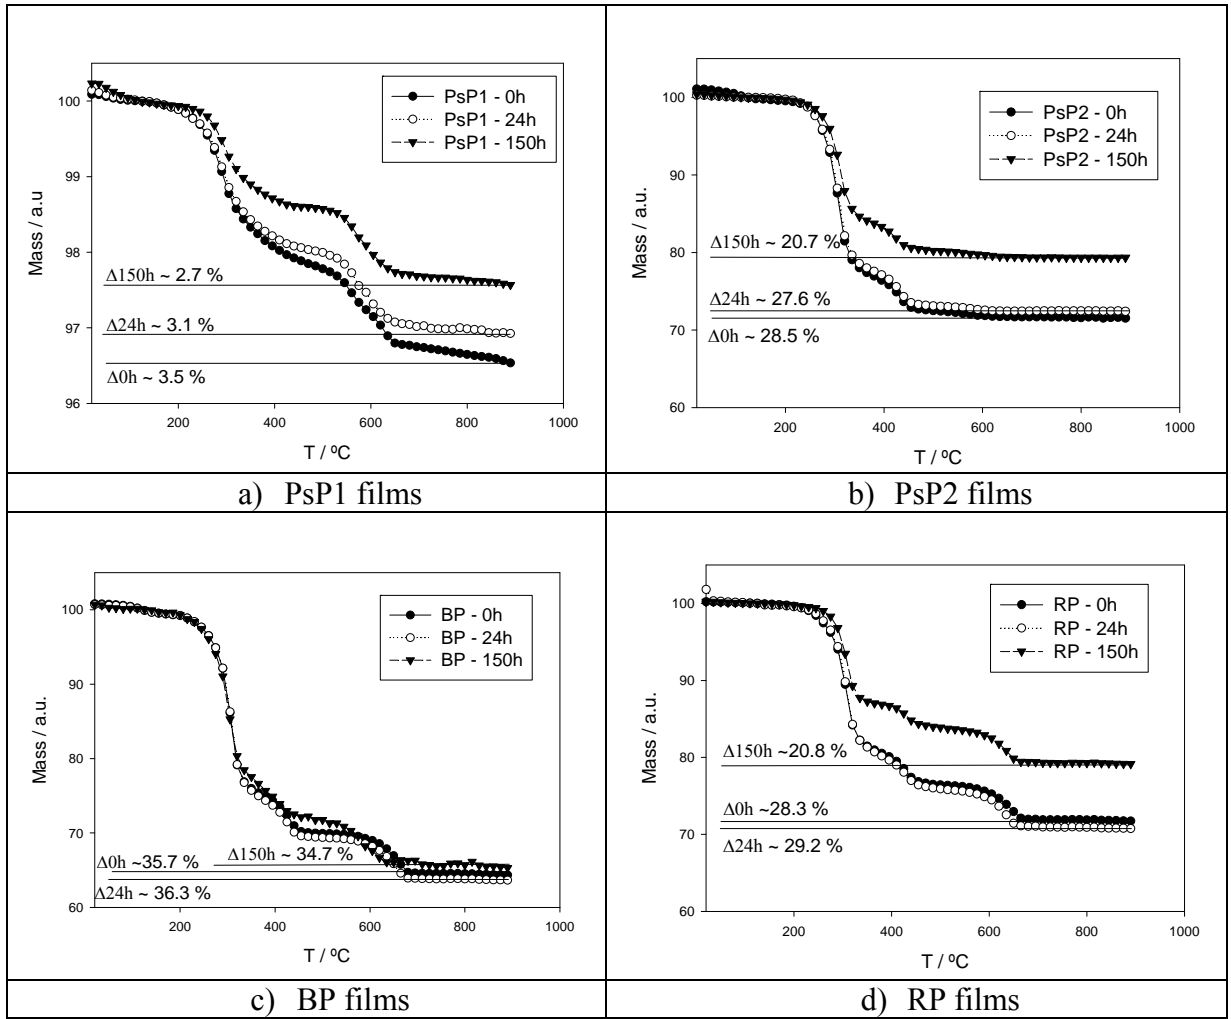 PsP1 - 0h
PsP1 - 24h
PsP1 - 150h
Mass / a.u
100
99
98
97
96
Δ150h ~ 2.7 %
Δ24h ~ 3.1 %
Δ0h ~ 3.5 %
200 400 600 800 1000
T / ºC
a) PsP1 films
PsP2 - 0h
PsP2 - 24h
PsP2 - 150h
Mass / a.u.
100
90
80
70
60
Δ150h ~ 20.7 %
Δ24h ~ 27.6 %
Δ0h ~ 28.5 %
200 400 600 800 1000
T / ºC
b) PsP2 films
BP - 0h
BP - 24h
BP - 150h
Mass / a.u.
100
90
80
70
60
Δ150h ~ 34.7 %
Δ0h ~35.7 %
Δ24h ~ 36.3 %
200 400 600 800 1000
T / ºC
c) BP films
RP - 0h
RP - 24h
RP - 150h
Mass / a.u.
100
90
80
70
60
Δ150h ~20.8 %
Δ0h ~28.3 %
Δ24h ~ 29.2 %
200 400 600 800 1000
T / ºC
d) RP films